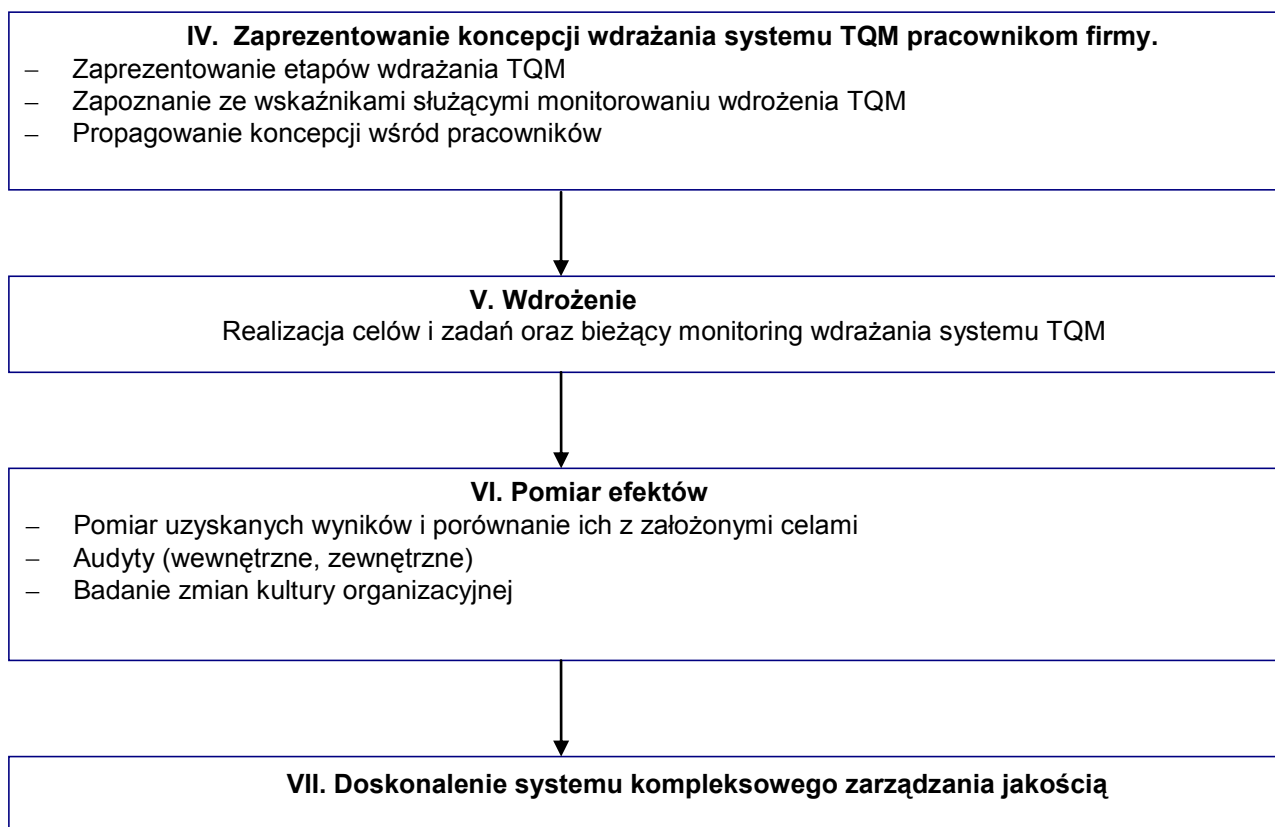 IV. Zaprezentowanie koncepcji wdrażania systemu TQM pracownikom firmy.
– Zaprezentowanie etapów wdrażania TQM
– Zapoznanie ze wskaźnikami służącymi monitorowaniu wdrożenia TQM
– Propagowanie koncepcji wśród pracowników
V. Wdrożenie
Realizacja celów i zadań oraz bieżący monitoring wdrażania systemu TQM
VI. Pomiar efektów
– Pomiar uzyskanych wyników i porównanie ich z założonymi celami
– Audyty (wewnętrzne, zewnętrzne)
– Badanie zmian kultury organizacyjnej
VII. Doskonalenie systemu kompleksowego zarządzania jakością